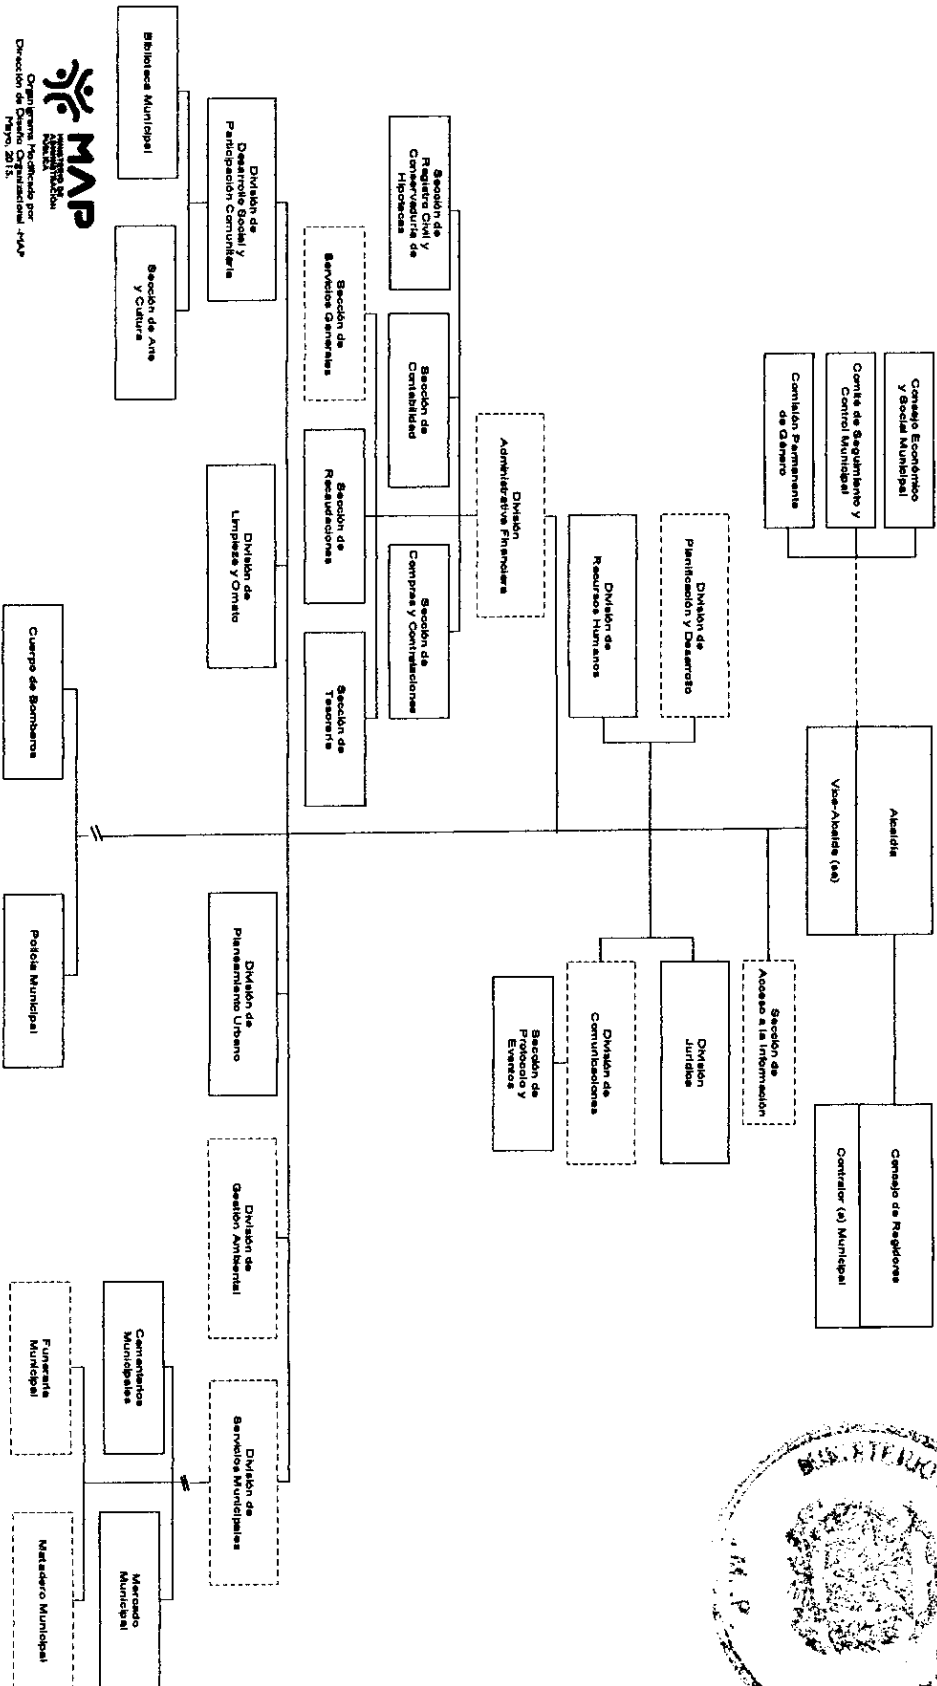 Concejo de Regidores
Contralor (a) Municipal
Alcaldía
Vice-Alcalde (sa)
Consejo Económico
y Social Municipal
Comité de Seguimiento y
Control Municipal
Comisión Permanente
de Género
Sección de
Acceso a la Información
División de
Planificación y Desarrollo
División de
Recursos Humanos
División
Jurídica
División de
Comunicaciones
Sección de
Protocolo y
Eventos
División
Administrativa Financiera
Sección de
Registro Civil y
Conservaduría de
Hipotecas
Sección de
Contabilidad
Sección de
Compras y Contrataciones
Sección de
Servicios Generales
Sección de
Recaudaciones
Sección de
Tesorería
División de
Desarrollo Social y
Participación Comunitaria
División de
Limpieza y Ornato
División de
Planeamiento Urbano
División de
Gestión Ambiental
División de
Servicios Municipales
Biblioteca Municipal
Sección de Arte
y Cultura
Cementerios
Municipales
Mercado
Municipal
Funeraria
Municipal
Matadero Municipal
Cuerpo de Bomberos
Policía Municipal
MAP
MINISTERIO DE
ADMINISTRACIÓN
PÚBLICA
Organigrama Modificado por
Dirección de Diseño Organizacional -MAP
Mayo, 2015.